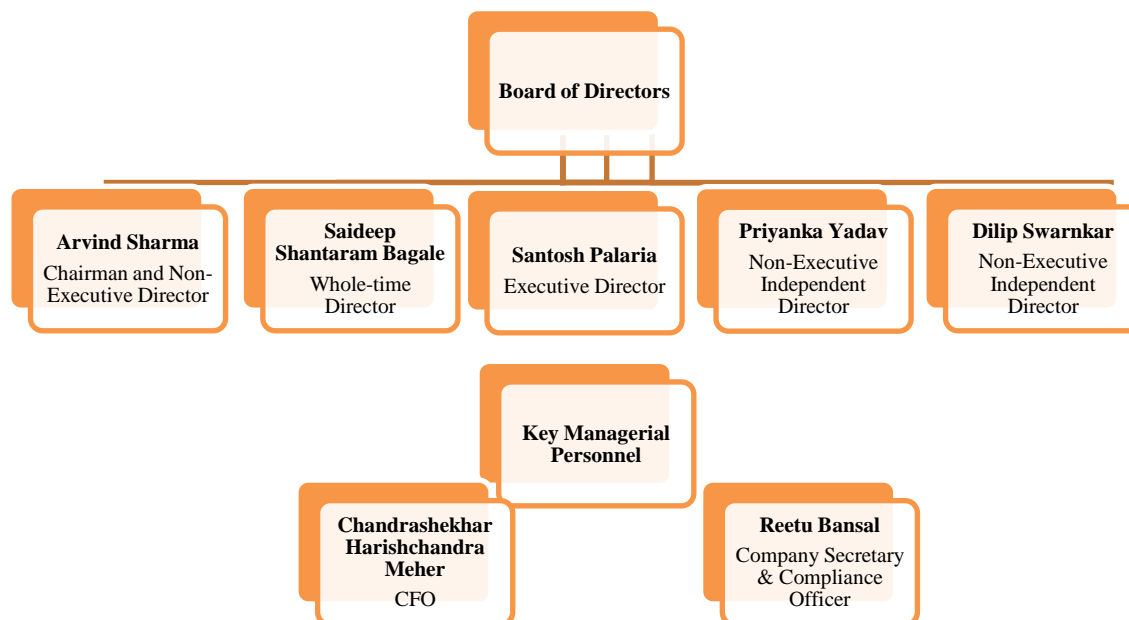 Board of Directors
Arvind Sharma
Chairman and Non-
Executive Director
Saideep
Shantaram Bagale
Whole-time
Director
Santosh Palaria
Executive Director
Priyanka Yadav
Non-Executive
Independent
Director
Dilip Swarnkar
Non-Executive
Independent
Director
Key Managerial
Personnel
Chandrashekhar
Harishchandra
Meher
CFO
Reetu Bansal
Company Secretary
& Compliance
Officer